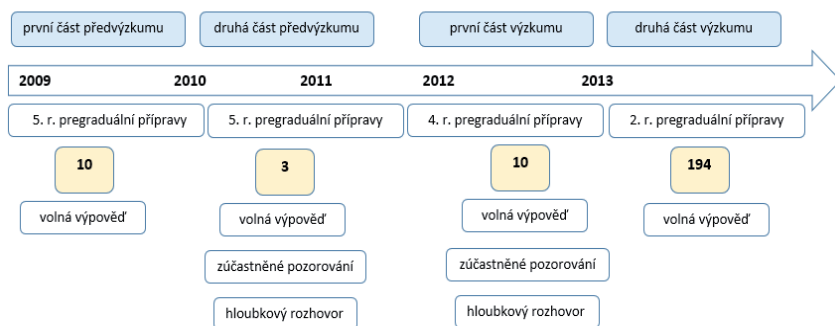 první část předvýzkumu
druhá část předvýzkumu
první část výzkumu
druhá část výzkumu
2009
2010
2011
2012
2013
5. r. pregraduální přípravy
5. r. pregraduální přípravy
4. r. pregraduální přípravy
2. r. pregraduální přípravy
10
3
10
194
volná výpověď
volná výpověď
volná výpověď
volná výpověď
zúčastněné pozorování
zúčastněné pozorování
hloubkový rozhovor
hloubkový rozhovor